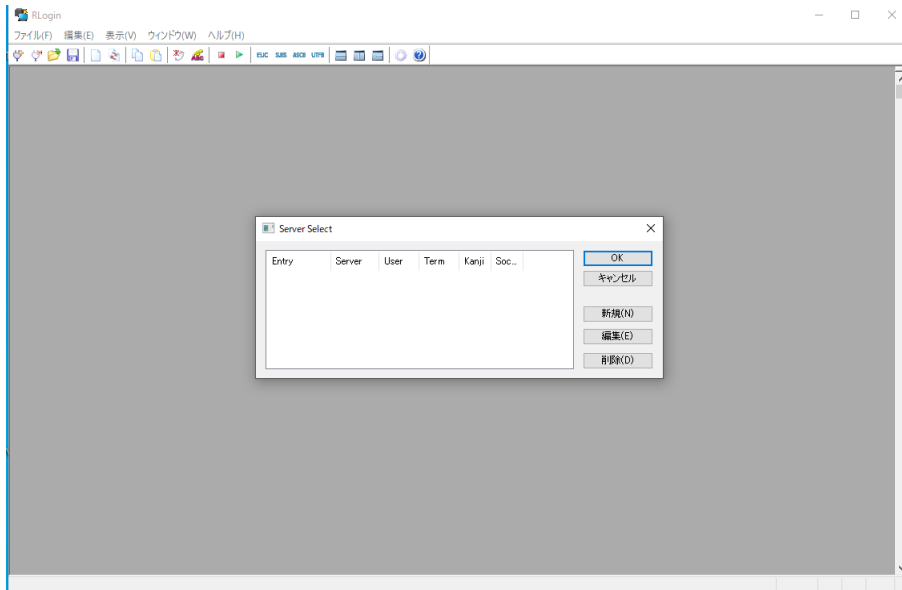 RLogin
ファイル(F) 編集(E) 表示(V) ウィンドウ(W) ヘルプ(H)
EUC SJIS ASCII UTF8
Server Select
Entry Server User Term Kanji Soc...
OK
キャンセル
新規(N)
編集(E)
削除(D)